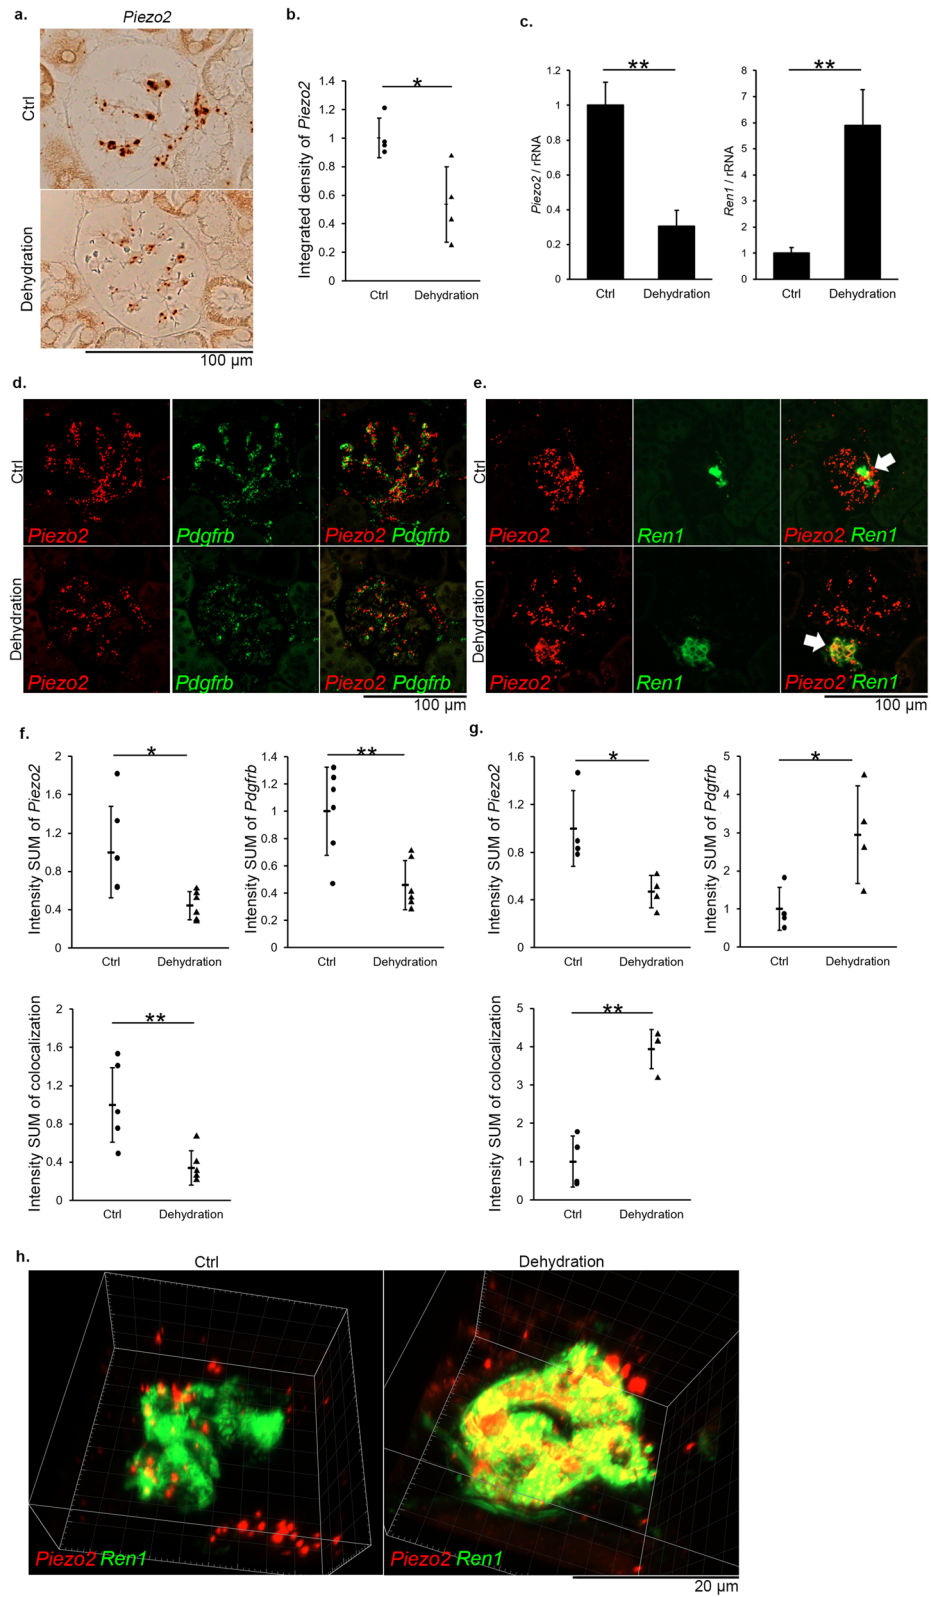 a.
Piezo2
Ctrl
Dehydration
100 µm
b.
Integrated density of Piezo2
1.4
1.2
1
0.8
0.6
0.4
0.2
0
*
Ctrl
Dehydration
c.
Piezo2 / rRNA
1.2
1
0.8
0.6
0.4
0.2
0
**
Ctrl
Dehydration
Ren1 / rRNA
8
7
6
5
4
3
2
1
0
**
Ctrl
Dehydration
d.
Ctrl
Piezo2
Pdgfrb
Piezo2 Pdgfrb
Dehydration
Piezo2
Pdgfrb
Piezo2 Pdgfrb
100 µm
e.
Ctrl
Piezo2
Ren1
Piezo2 Ren1
Dehydration
Piezo2
Ren1
Piezo2 Ren1
100 µm
f.
Intensity SUM of Piezo2
2
1.6
1.2
0.8
0.4
0
*
Ctrl
Dehydration
Intensity SUM of Pdgfrb
1.4
1.2
1
0.8
0.6
0.4
0.2
0
**
Ctrl
Dehydration
Intensity SUM of colocalization
2
1.6
1.2
0.8
0.4
0
**
Ctrl
Dehydration
g.
Intensity SUM of Piezo2
1.6
1.2
0.8
0.4
0
*
Ctrl
Dehydration
Intensity SUM of Pdgfrb
5
4
3
2
1
0
*
Ctrl
Dehydration
Intensity SUM of colocalization
5
4
3
2
1
0
**
Ctrl
Dehydration
h.
Ctrl
Dehydration
Piezo2 Ren1
Piezo2 Ren1
20 µm